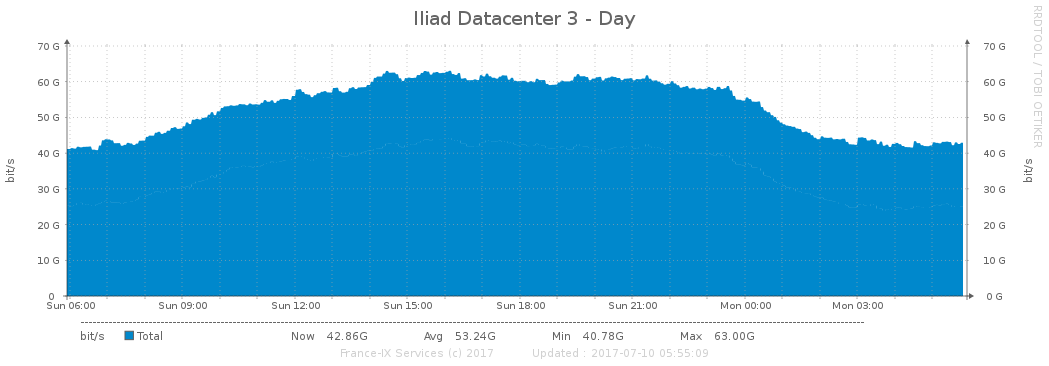 Iliad Datacenter 3 - Day
RRDTOOL / TOBI OETIKER
bit/s
bit/s
70 G 70 G
60 G 60 G
50 G 50 G
40 G 40 G
30 G 30 G
20 G 20 G
10 G 10 G
0 0 G
Sun 06:00 Sun 09:00 Sun 12:00 Sun 15:00 Sun 18:00 Sun 21:00 Mon 00:00 Mon 03:00
bit/s Total Now 42.86G Avg 53.24G Min 40.78G Max 63.00G
France-IX Services (c) 2017 Updated : 2017-07-10 05:55:09